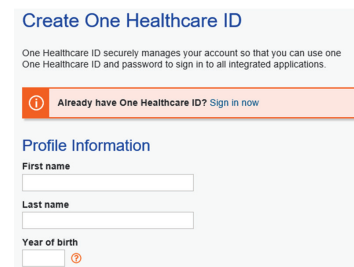 Create One Healthcare ID
One Healthcare ID securely manages your account so that you can use one
One Healthcare ID and password to sign in to all integrated applications.
Already have One Healthcare ID? Sign in now
Profile Information
First name
Last name
Year of birth
?